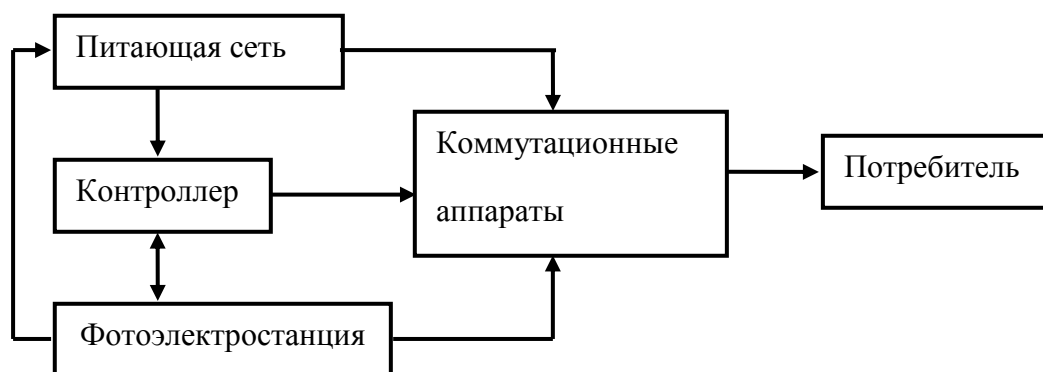 Питающая сеть
Контроллер
Фотоэлектростанция
Коммутационные
аппараты
Потребитель